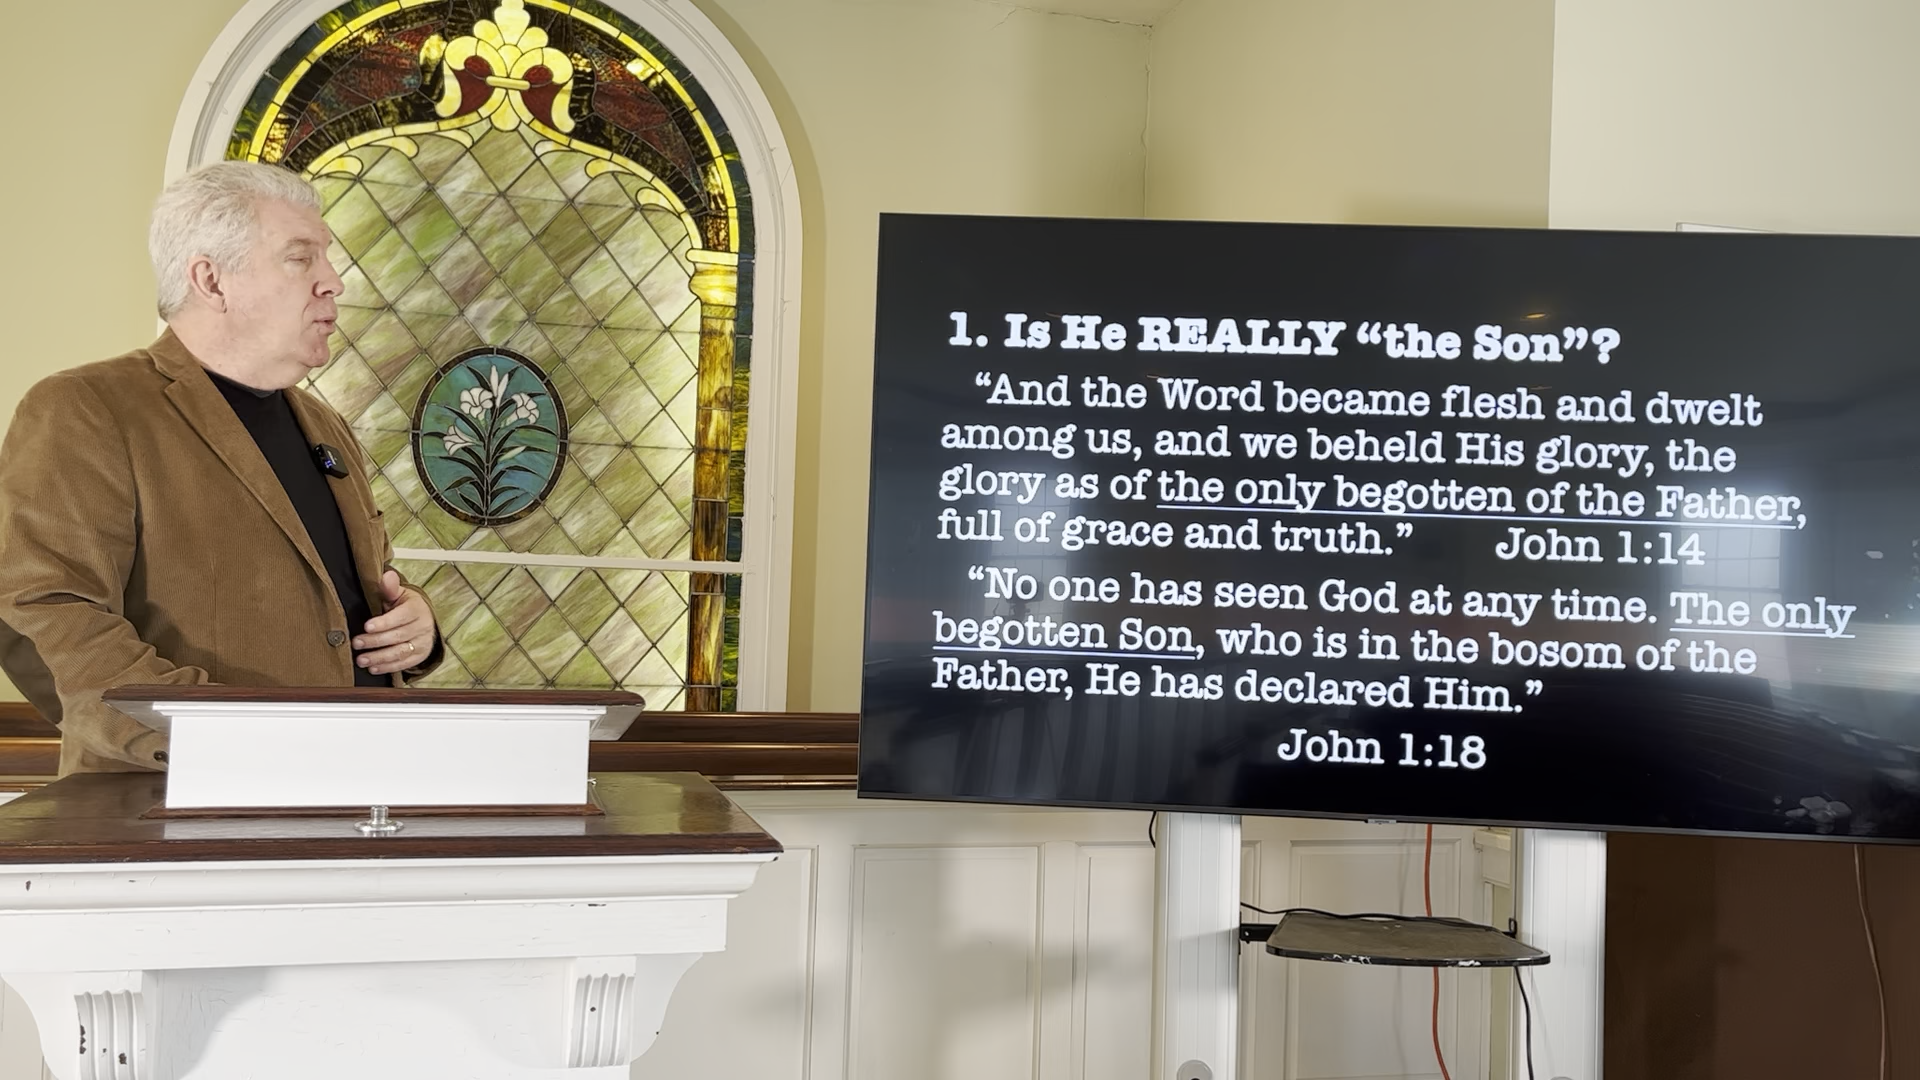 1. Is He REALLY “the Son”?
“And the Word became flesh and dwelt
among us, and we beheld His glory, the
glory as of the only begotten of the Father,
full of grace and truth.” John 1:14
“No one has seen God at any time. The only
begotten Son, who is in the bosom of the
Father, He has declared Him.”
John 1:18